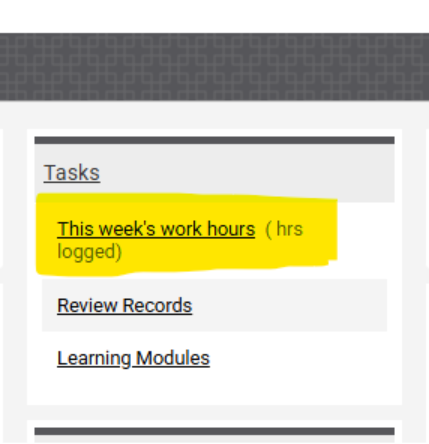 Tasks
This week's work hours ( hrs
logged)
Review Records
Learning Modules